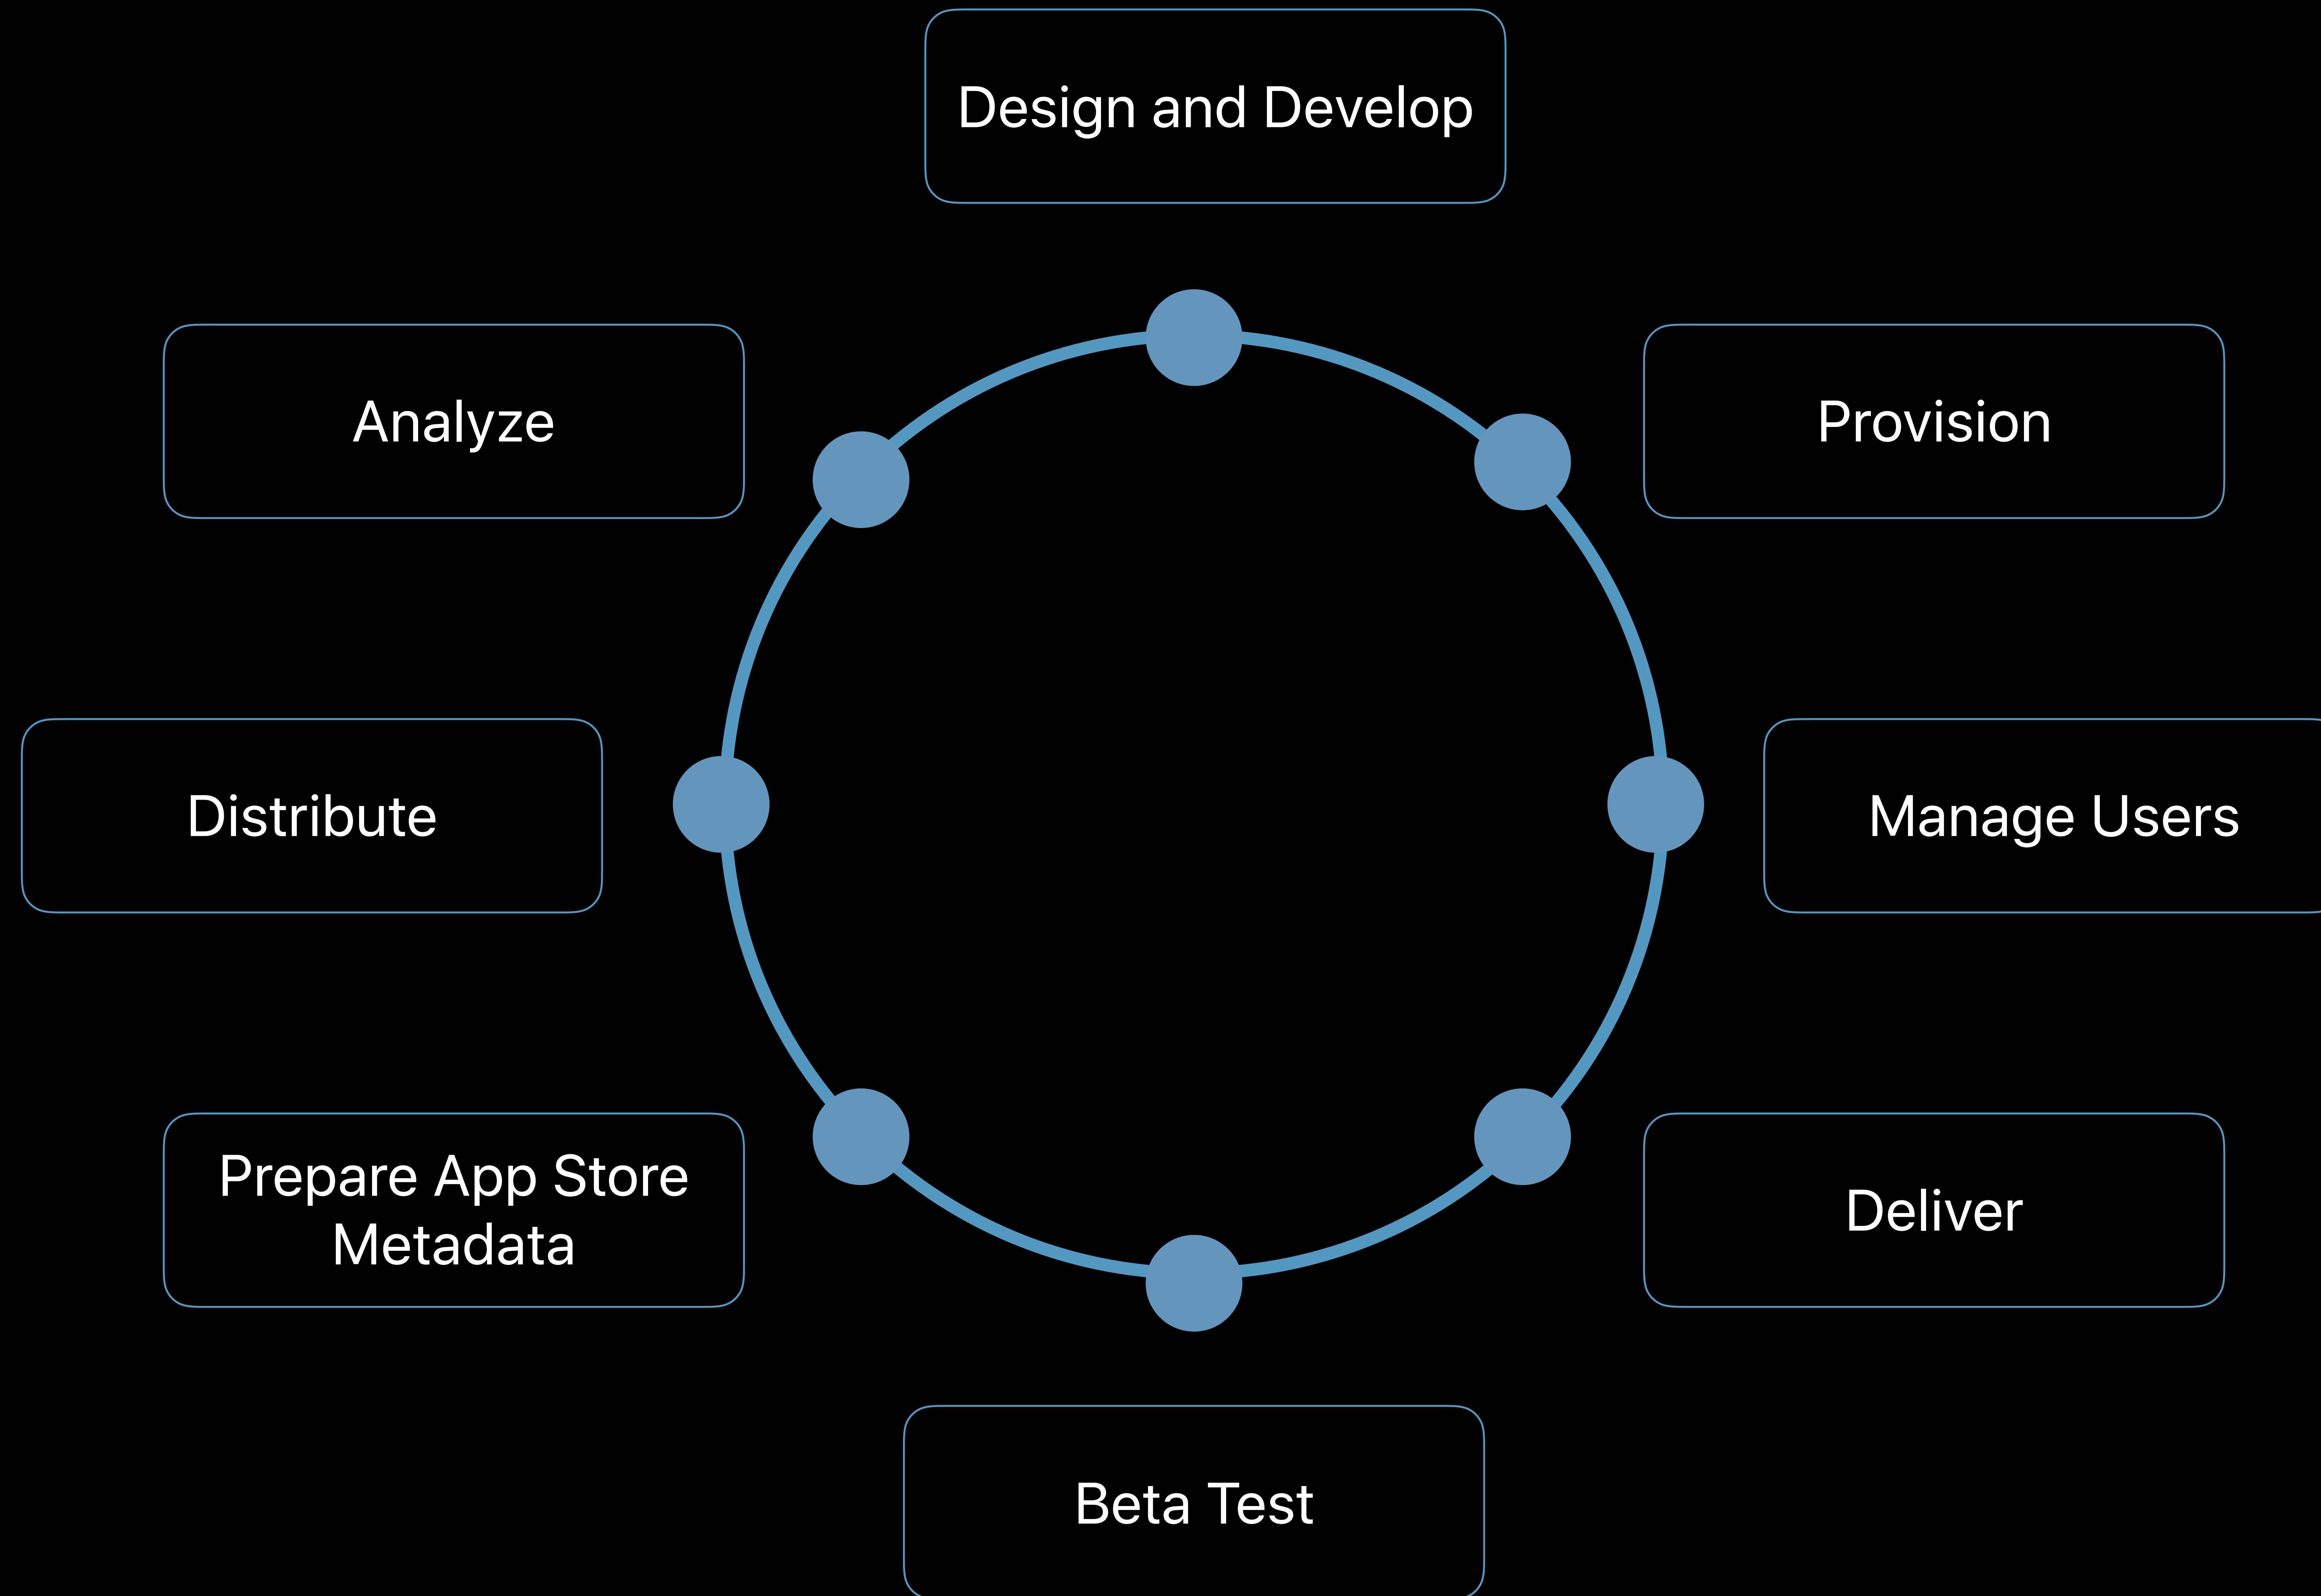 Design and Develop
Analyze
Provision
Distribute
Manage Users
Prepare App Store
Metadata
Deliver
Beta Test